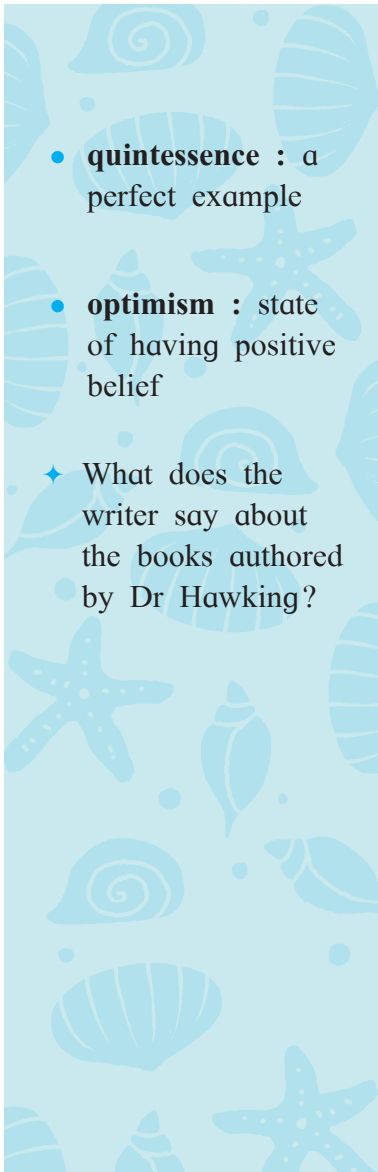 ● quintessence : a
perfect example
● optimism : state
of having positive
belief
✦ What does the
writer say about
the books authored
by Dr Hawking?